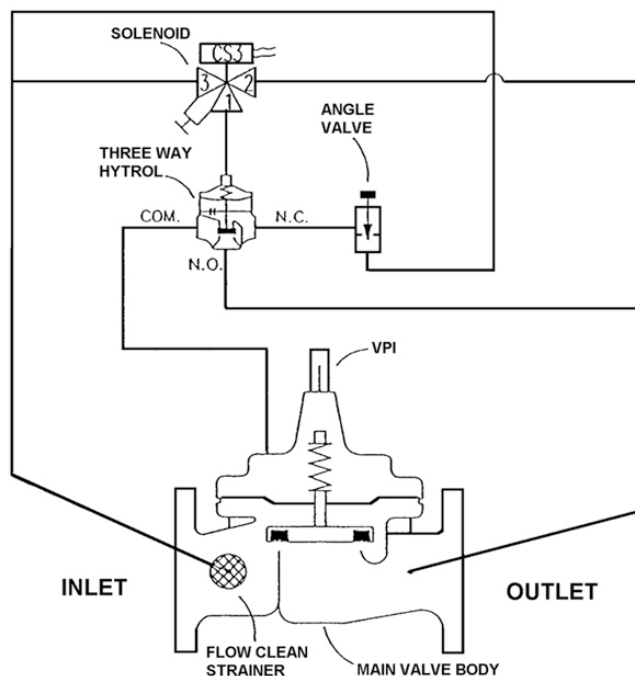 SOLENOID
CS3
3
2
1
ANGLE
VALVE
THREE WAY
HYTROL
COM.
N.C.
N.O.
VPI
INLET
OUTLET
FLOW CLEAN
STRAINER
MAIN VALVE BODY